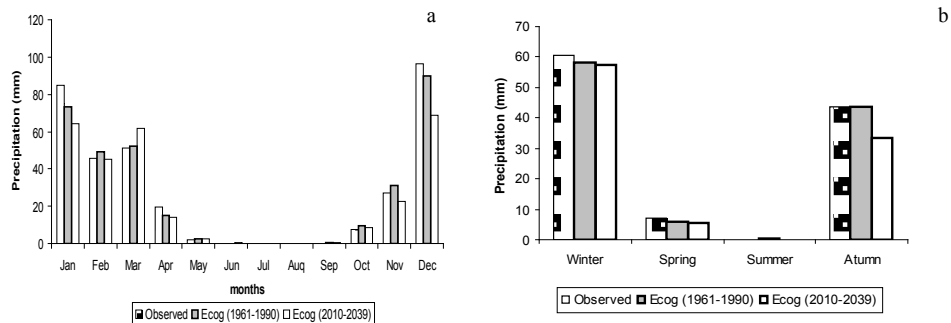 a
120
100
80
60
40
20
0
Precipitation (mm)
Jan Feb Mar Apr May Jun Jul Auq Sep Oct Nov Dec
months
Observed Ecog (1961-1990) Ecog (2010-2039)
b
70
60
50
40
30
20
10
0
Precipitation (mm)
Winter Spring Summer Atumn
Observed Ecog (1961-1990) Ecog (2010-2039)